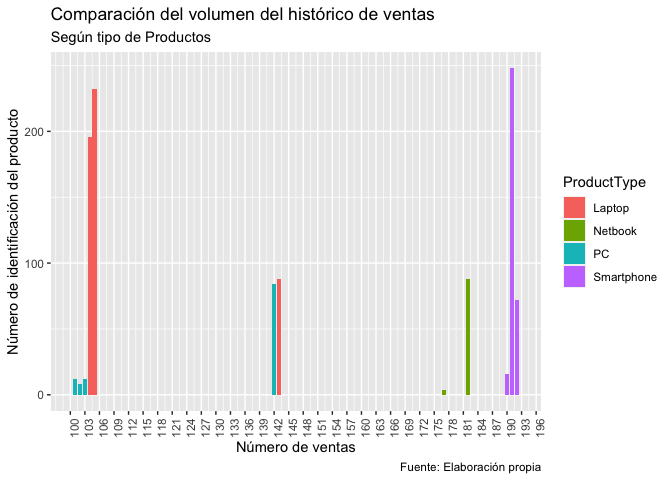 Comparación del volumen del histórico de ventas
Según tipo de Productos
Número de identificación del producto
200
100
0
100 103 106 109 112 115 118 121 124 127 130 133 136 139 142 145 148 151 154 157 160 163 166 169 172 175 178 181 184 187 190 193 196
Número de ventas
ProductType
Laptop
Netbook
PC
Smartphone
Fuente: Elaboración propia